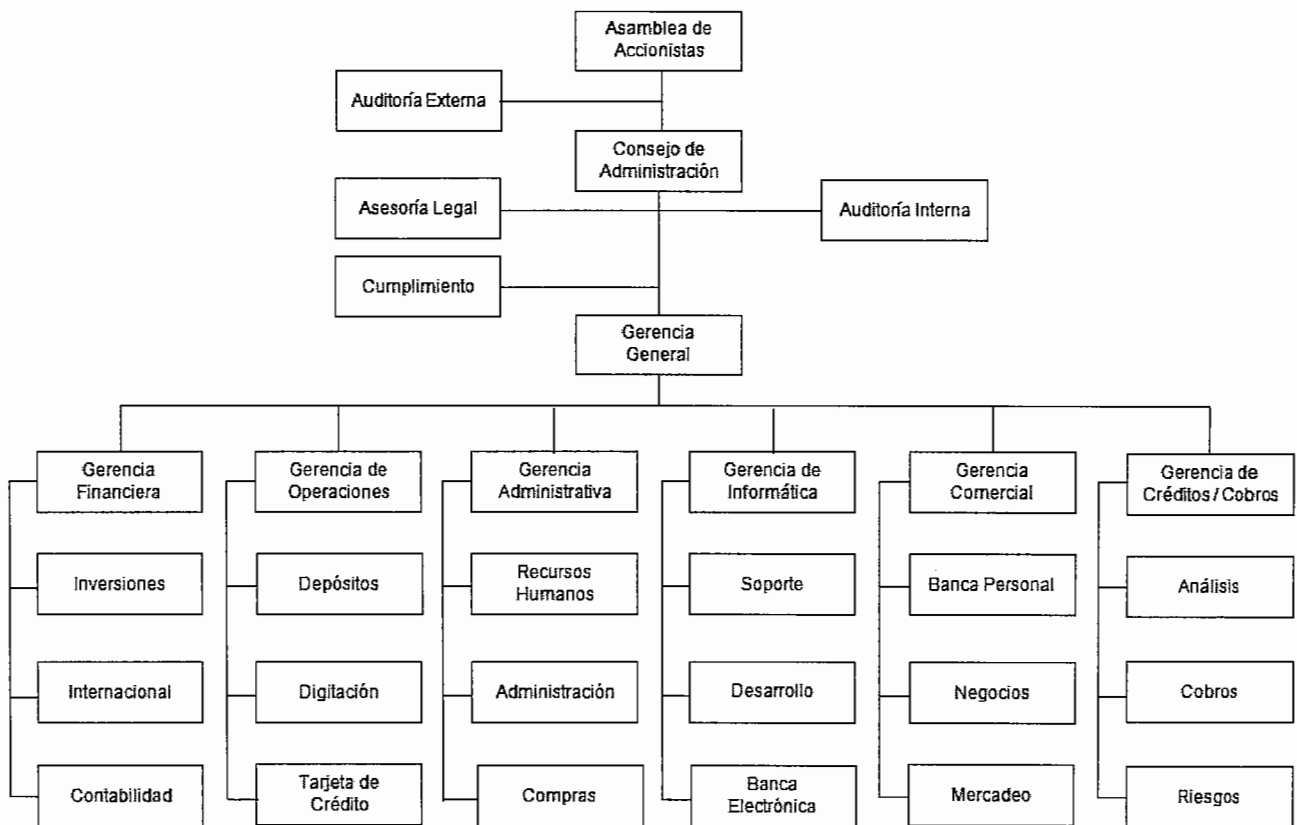 Asamblea de
Accionistas
Auditoría Externa
Consejo de
Administración
Asesoría Legal
Auditoría Interna
Cumplimiento
Gerencia
General
Gerencia
Financiera
Gerencia de
Operaciones
Gerencia
Administrativa
Gerencia de
Informática
Gerencia
Comercial
Gerencia de
Créditos / Cobros
Inversiones
Depósitos
Recursos
Humanos
Soporte
Banca Personal
Análisis
Internacional
Digitación
Administración
Desarrollo
Negocios
Cobros
Contabilidad
Tarjeta de
Crédito
Compras
Banca
Electrónica
Mercadeo
Riesgos